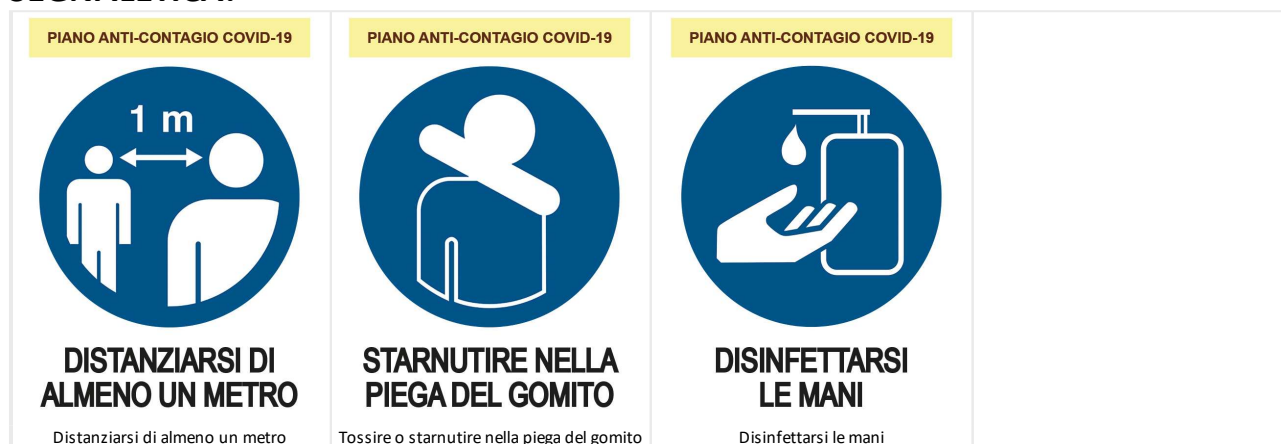 PIANO ANTI-CONTAGIO COVID-19
1 m
DISTANZIARSI DI
ALMENO UN METRO
Distanziarsi di almeno un metro
PIANO ANTI-CONTAGIO COVID-19
STARNUTIRE NELLA
PIEGA DEL GOMITO
Tossire o starnutire nella piega del gomito
PIANO ANTI-CONTAGIO COVID-19
DISINFETTARSI
LE MANI
Disinfettarsi le mani